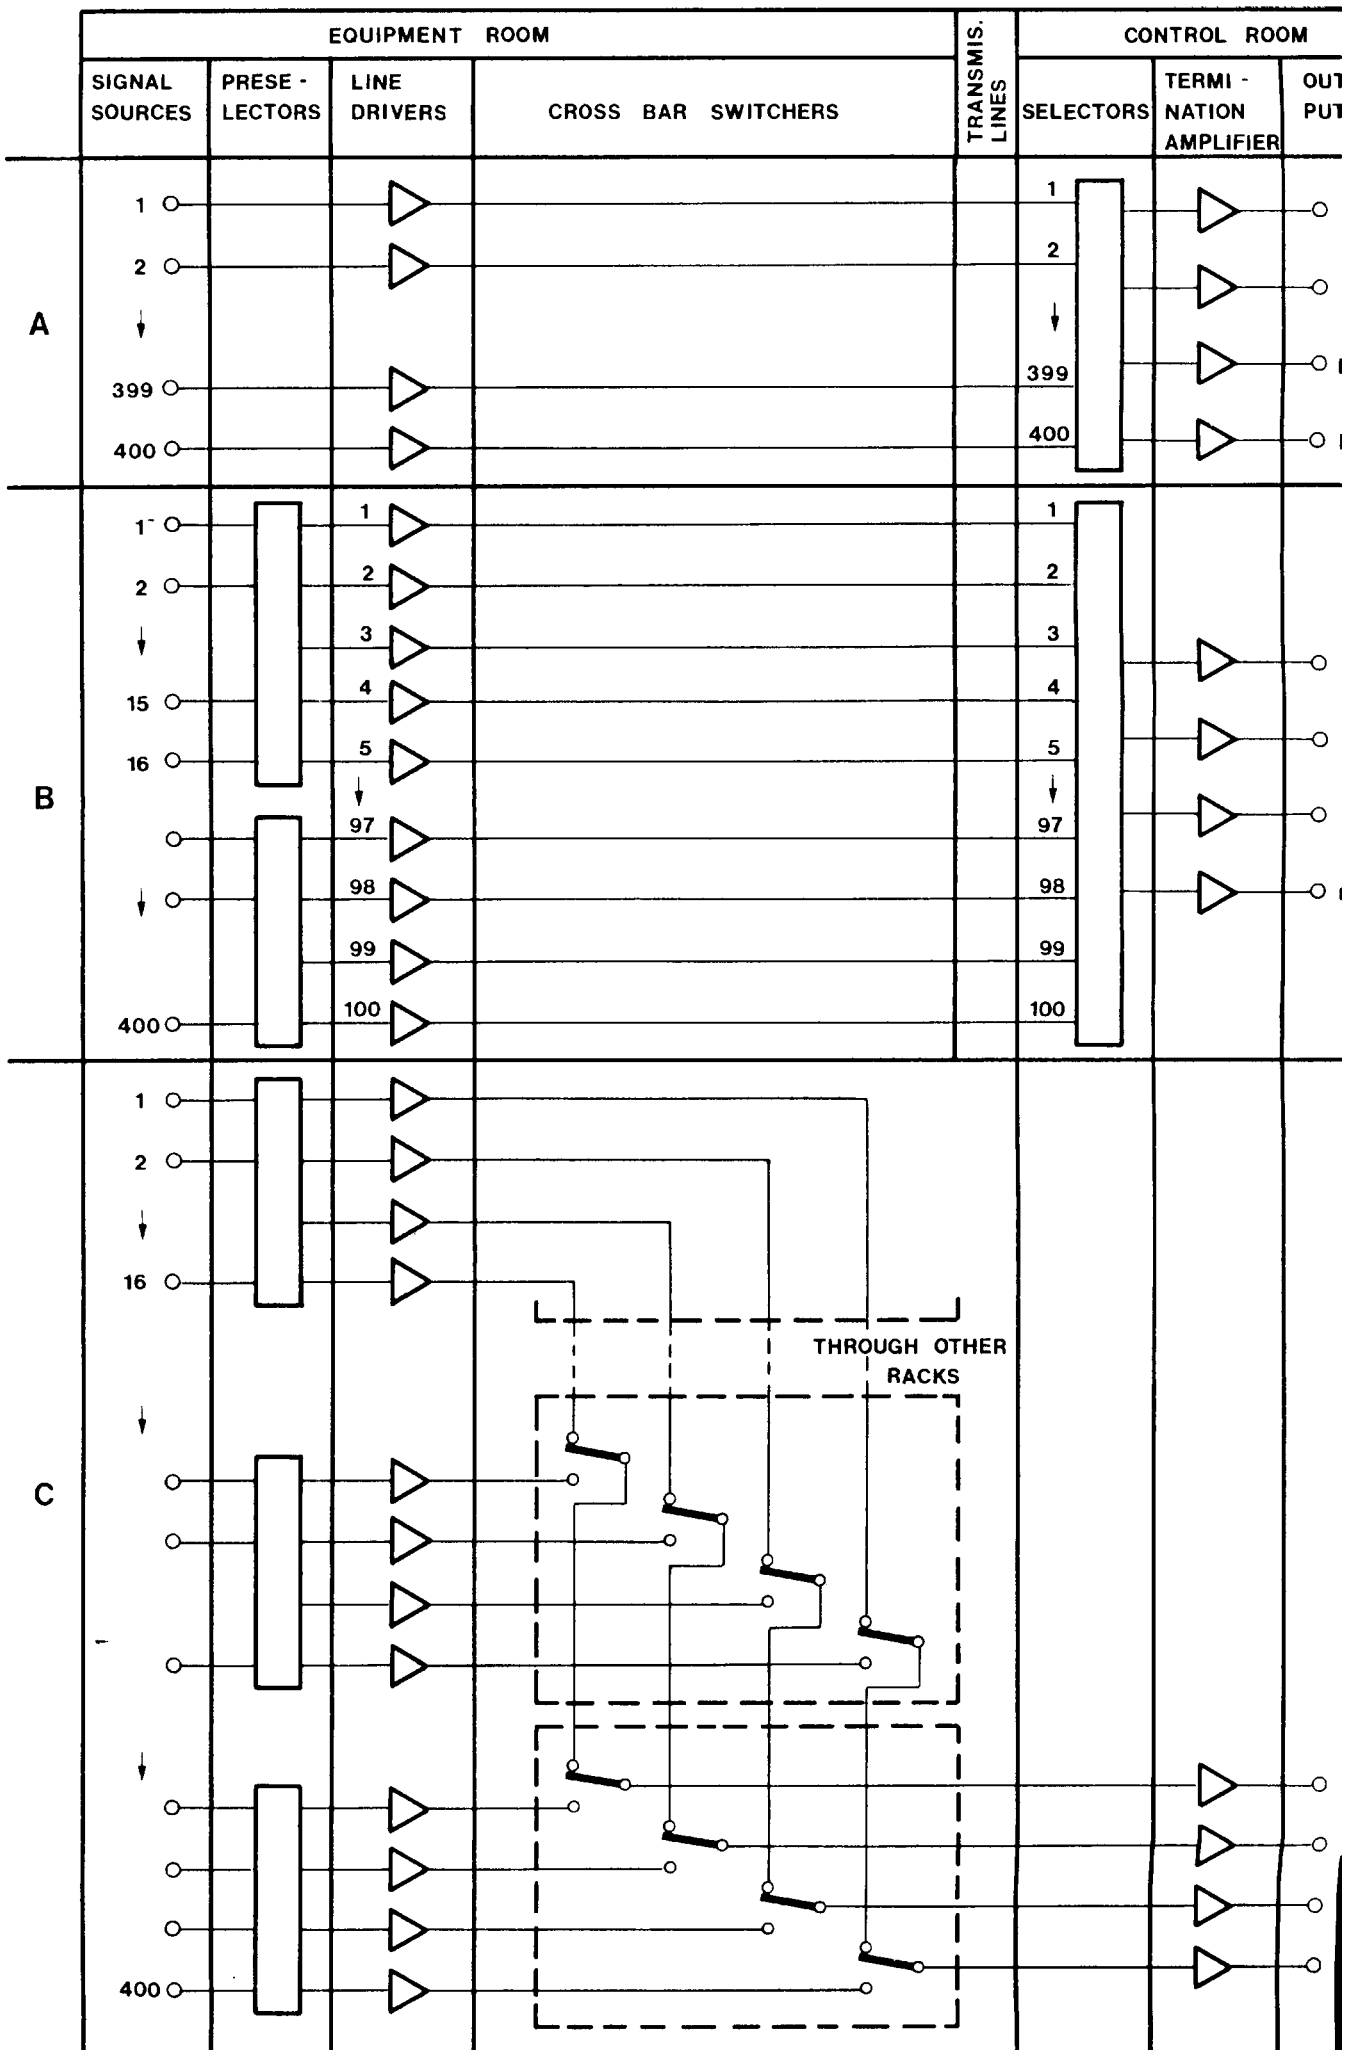 EQUIPMENT ROOM
TRANSMIS. LINES
CONTROL ROOM
SIGNAL SOURCES
PRESE - LECTORS
LINE DRIVERS
CROSS BAR SWITCHERS
SELECTORS
TERMI - NATION AMPLIFIER
OUT PUT
A
1
2
399
400
1
2
399
400
B
1
2
15
16
400
1
2
3
4
5
97
98
99
100
1
2
3
4
5
97
98
99
100
C
1
2
16
400
THROUGH OTHER
RACKS